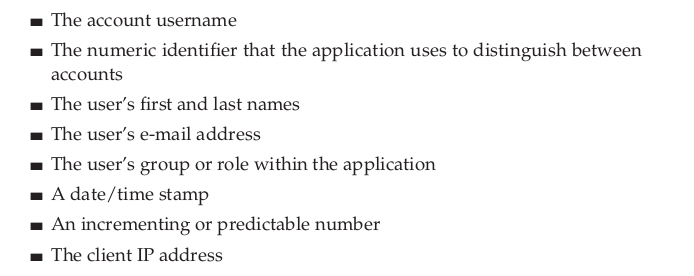 ■ The account username
■ The numeric identifier that the application uses to distinguish between
accounts
■ The user’s first and last names
■ The user’s e-mail address
■ The user’s group or role within the application
■ A date/time stamp
■ An incrementing or predictable number
■ The client IP address